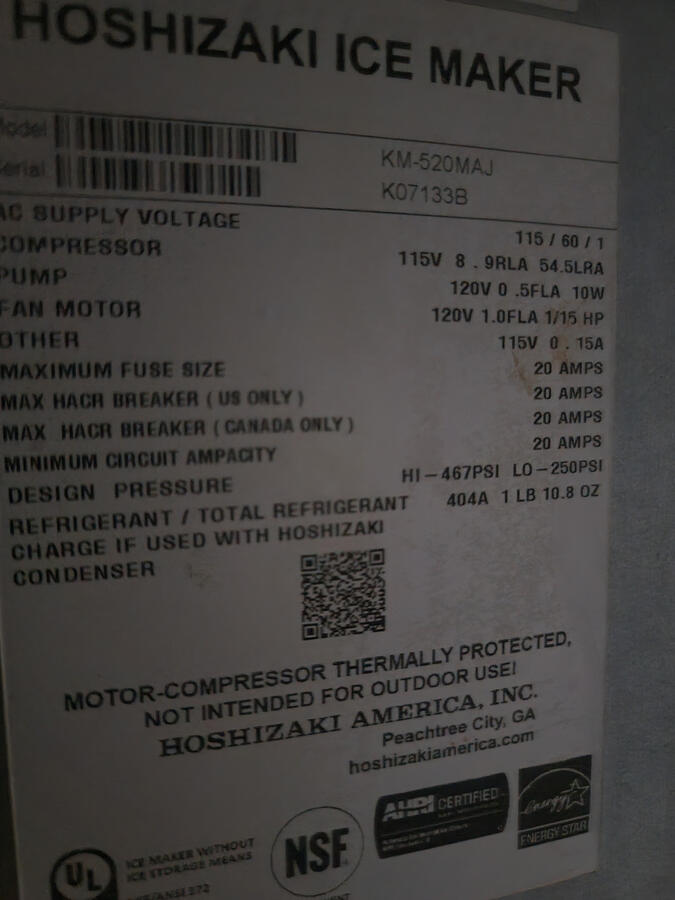 HOSHIZAKI ICE MAKER
Model KM-520MAJ
Serial K07133B
AC SUPPLY VOLTAGE 115 / 60 / 1
COMPRESSOR 115V 8 . 9RLA 54.5LRA
PUMP 120V 0 .5FLA 10W
FAN MOTOR 120V 1.0FLA 1/15 HP
OTHER 115V 0 . 15A
MAXIMUM FUSE SIZE 20 AMPS
MAX HACR BREAKER ( US ONLY ) 20 AMPS
MAX HACR BREAKER ( CANADA ONLY ) 20 AMPS
MINIMUM CIRCUIT AMPACITY 20 AMPS
DESIGN PRESSURE HI-467PSI LO-250PSI
REFRIGERANT / TOTAL REFRIGERANT 404A 1 LB 10.8 OZ
CHARGE IF USED WITH HOSHIZAKI
CONDENSER
MOTOR-COMPRESSOR THERMALLY PROTECTED,
NOT INTENDED FOR OUTDOOR USE!
HOSHIZAKI AMERICA, INC.
Peachtree City, GA
hoshizakiamerica.com
AHRI CERTIFIED
energy
ENERGY STAR
NSF
UL
ICE MAKER WITHOUT
ICE STORAGE MEANS